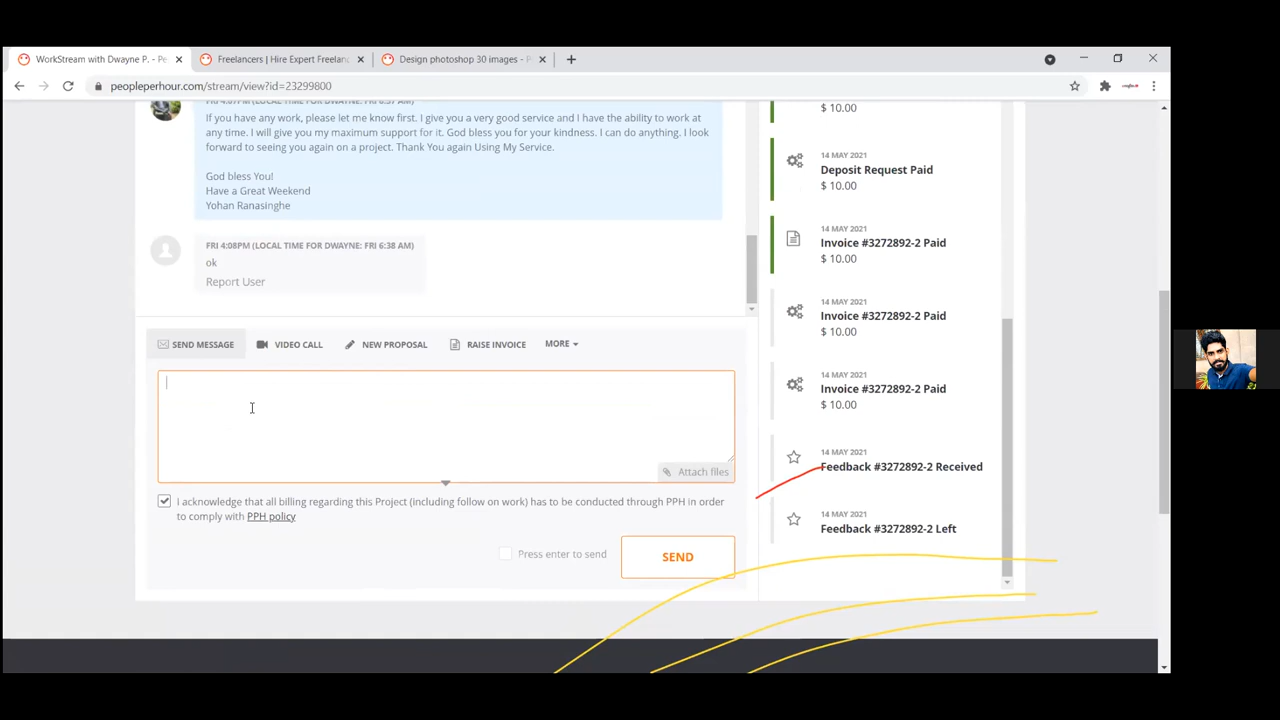 WorkStream with Dwayne P. - Pe
Freelancers | Hire Expert Freelanc
Design photoshop 30 images - P
peopleperhour.com/stream/view?id=23299800
FRI 4:07PM (LOCAL TIME FOR DWAYNE: FRI 6:37 AM)
If you have any work, please let me know first. I give you a very good service and I have the ability to work at
any time. I will give you my maximum support for it. God bless you for your kindness. I can do anything. I look
forward to seeing you again on a project. Thank You again Using My Service.
God bless You!
Have a Great Weekend
Yohan Ranasinghe
FRI 4:08PM (LOCAL TIME FOR DWAYNE: FRI 6:38 AM)
ok
Report User
SEND MESSAGE
VIDEO CALL
NEW PROPOSAL
RAISE INVOICE
MORE
Attach files
I acknowledge that all billing regarding this Project (including follow on work) has to be conducted through PPH in order
to comply with PPH policy
Press enter to send
SEND
$ 10.00
14 MAY 2021
Deposit Request Paid
$ 10.00
14 MAY 2021
Invoice #3272892-2 Paid
$ 10.00
14 MAY 2021
Invoice #3272892-2 Paid
$ 10.00
14 MAY 2021
Invoice #3272892-2 Paid
$ 10.00
14 MAY 2021
Feedback #3272892-2 Received
14 MAY 2021
Feedback #3272892-2 Left